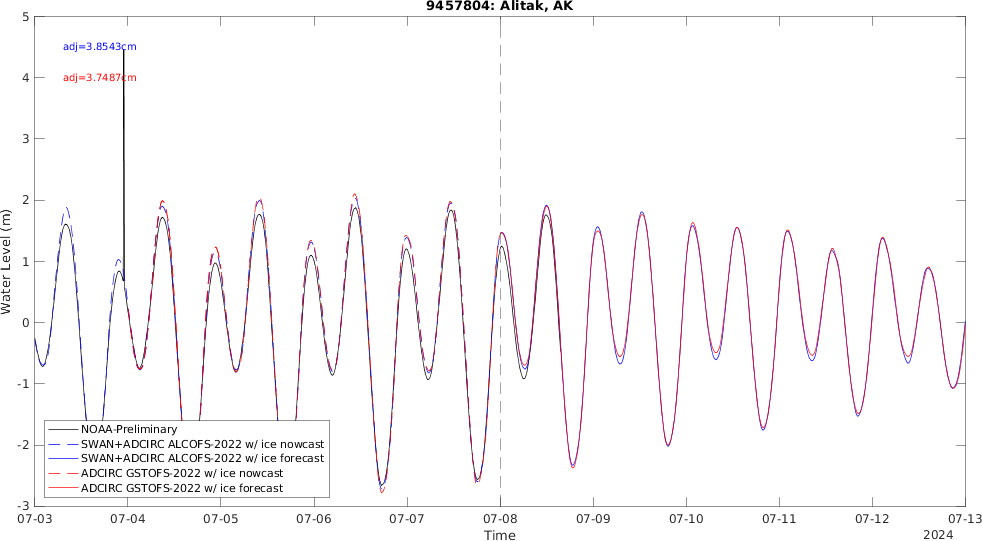 9457804: Alitak, AK
adj=3.8543cm
adj=3.7487cm
Water Level (m)
5
4
3
2
1
0
-1
-2
-3
NOAA-Preliminary
SWAN+ADCIRC ALCOFS-2022 w/ ice nowcast
SWAN+ADCIRC ALCOFS-2022 w/ ice forecast
ADCIRC GSTOFS-2022 w/ ice nowcast
ADCIRC GSTOFS-2022 w/ ice forecast
07-03 07-04 07-05 07-06 07-07 07-08 07-09 07-10 07-11 07-12 07-13
Time
2024